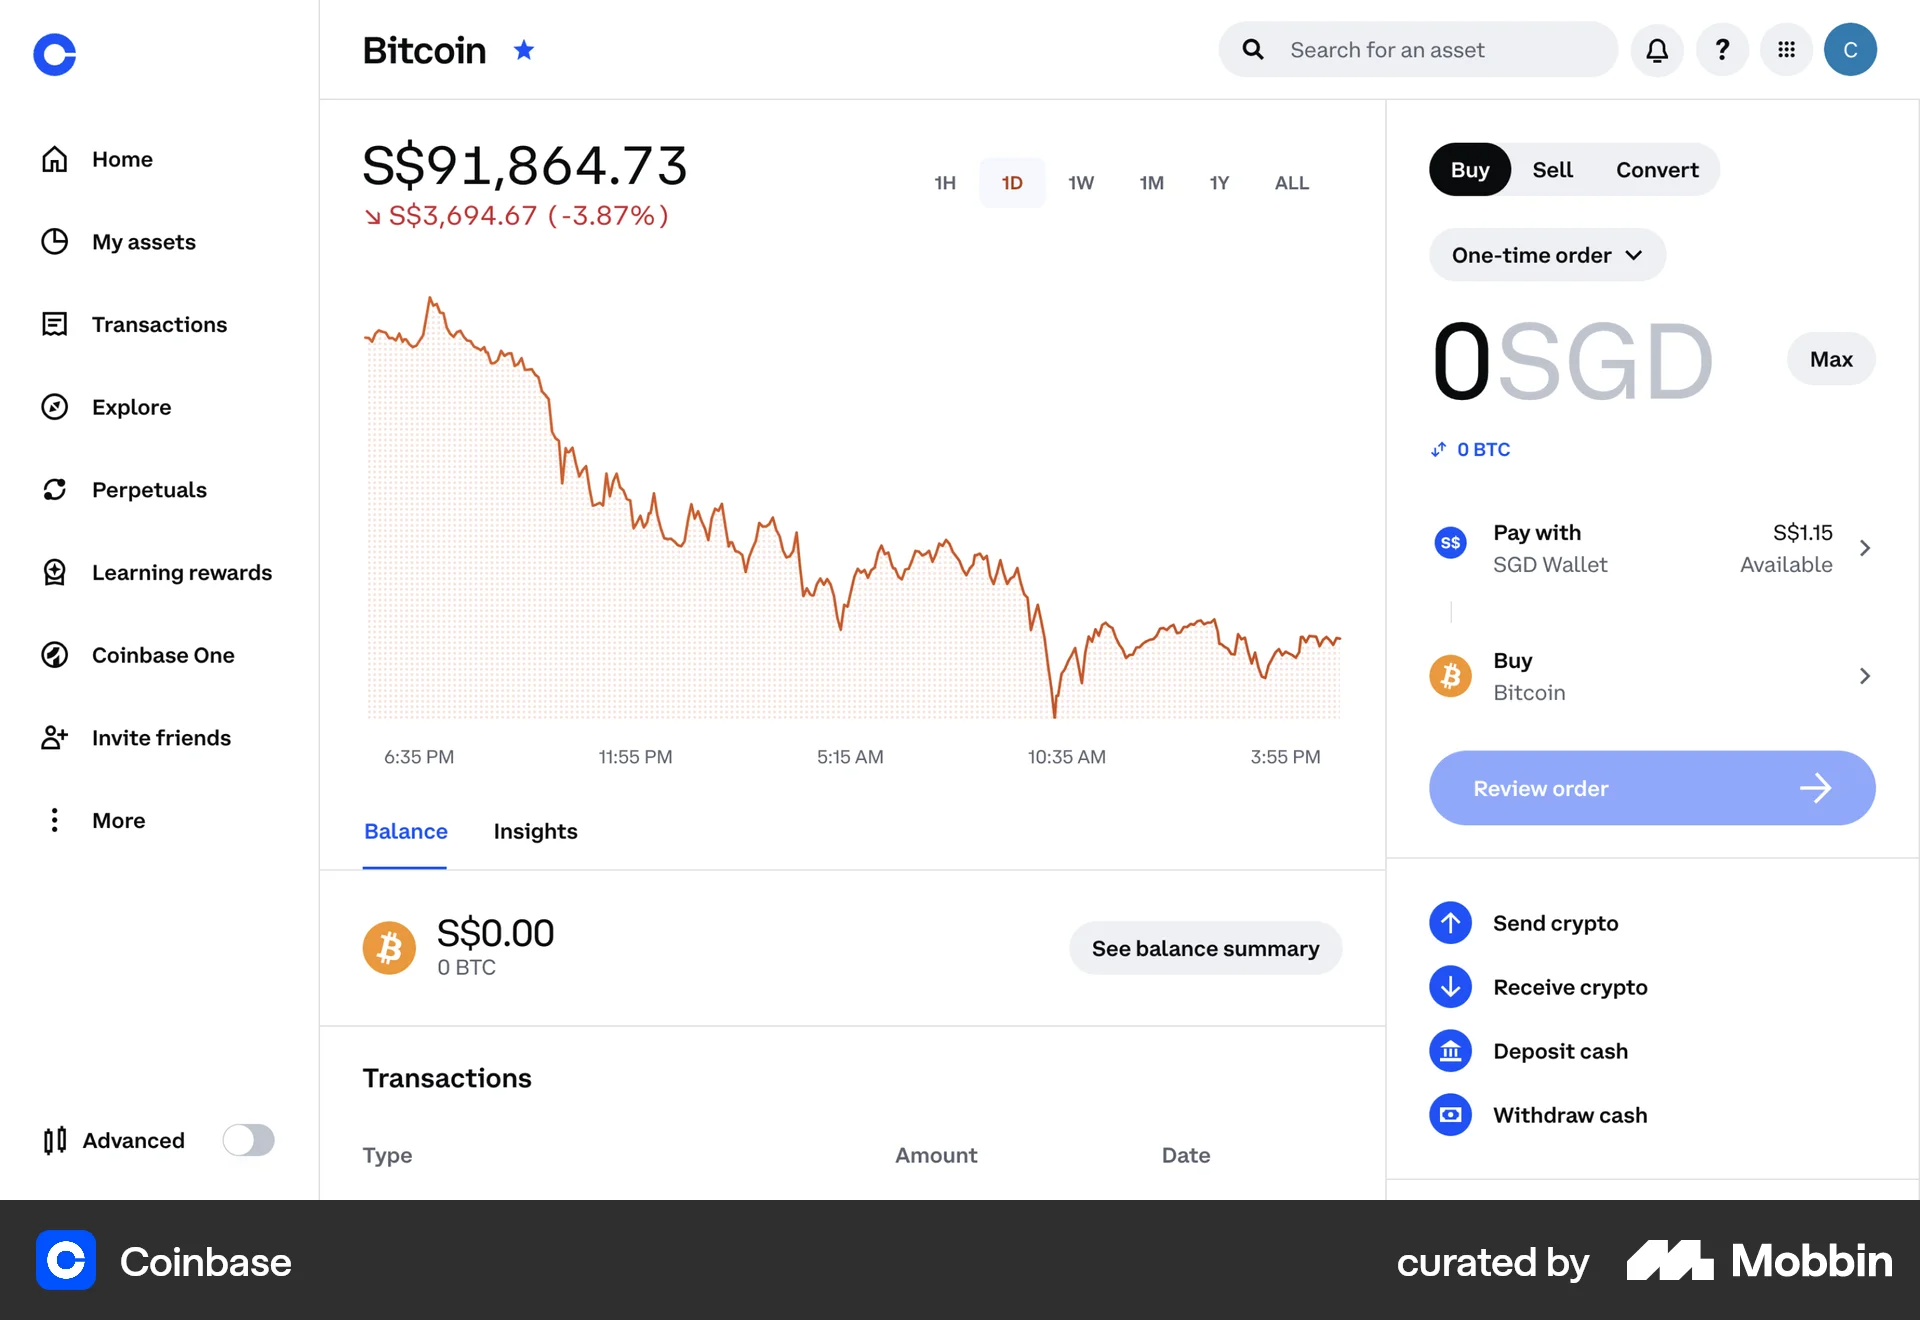 Bitcoin
Search for an asset
?
C
Home
My assets
Transactions
Explore
Perpetuals
Learning rewards
Coinbase One
Invite friends
More
Advanced
S$91,864.73
↘ S$3,694.67 (-3.87%)
1H 1D 1W 1M 1Y ALL
6:35 PM 11:55 PM 5:15 AM 10:35 AM 3:55 PM
Balance Insights
S$0.00
0 BTC
See balance summary
Transactions
Type Amount Date
Buy Sell Convert
One-time order
0SGD
Max
0 BTC
S$
Pay with S$1.15
SGD Wallet Available
Buy
Bitcoin
Review order
Send crypto
Receive crypto
Deposit cash
Withdraw cash
Coinbase
curated by Mobbin